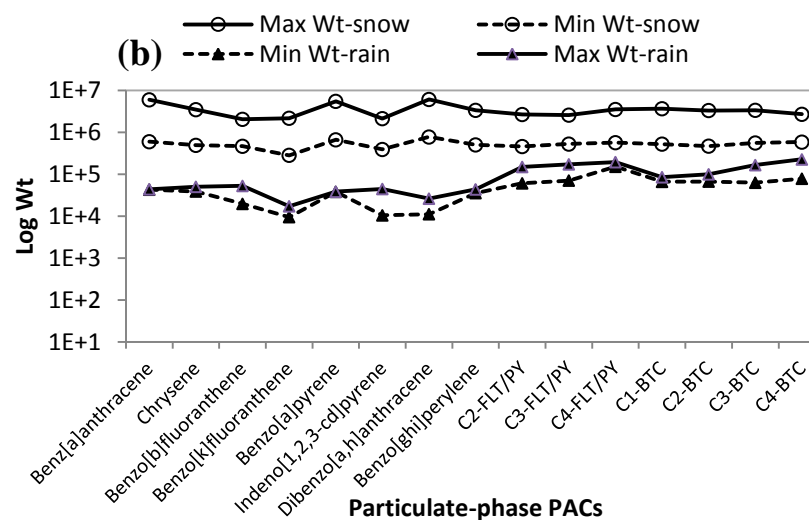 Max Wt-snow
Min Wt-snow
Min Wt-rain
Max Wt-rain
(b)
1E+7
1E+6
1E+5
1E+4
1E+3
1E+2
1E+1
Log Wt
Benz[a]anthracene
Chrysene
Benzo[b]fluoranthene
Benzo[k]fluoranthene
Benzo[a]pyrene
Indeno[1,2,3-cd]pyrene
Dibenzo[a,h]anthracene
Benzo[ghi]perylene
C2-FLT/PY
C3-FLT/PY
C4-FLT/PY
C1-BTC
C2-BTC
C3-BTC
C4-BTC
Particulate-phase PACs